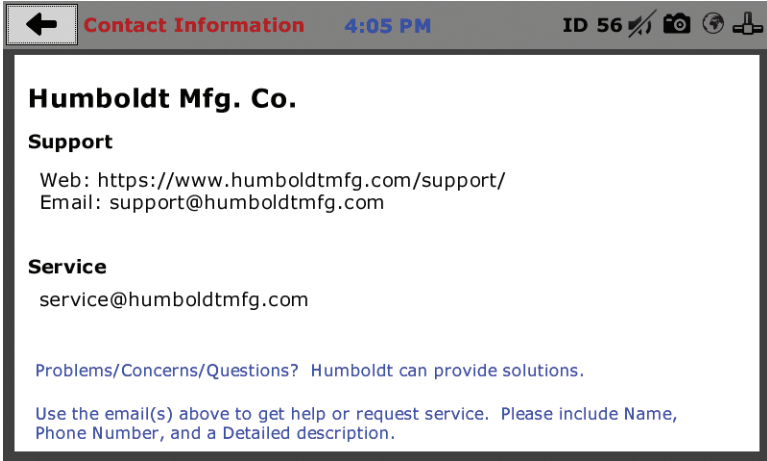 Contact Information 4:05 PM ID 56
Humboldt Mfg. Co.
Support
Web: https://www.humboldtmfg.com/support/
Email: support@humboldtmfg.com
Service
service@humboldtmfg.com
Problems/Concerns/Questions?  Humboldt can provide solutions.
Use the email(s) above to get help or request service.  Please include Name,
Phone Number, and a Detailed description.